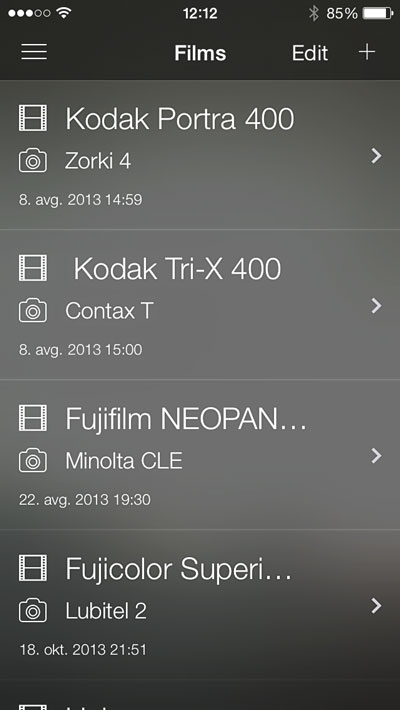 12:12
85%
Films
Edit
Kodak Portra 400
Zorki 4
8. avg. 2013 14:59
Kodak Tri-X 400
Contax T
8. avg. 2013 15:00
Fujifilm NEOPAN…
Minolta CLE
22. avg. 2013 19:30
Fujicolor Superi…
Lubitel 2
18. okt. 2013 21:51